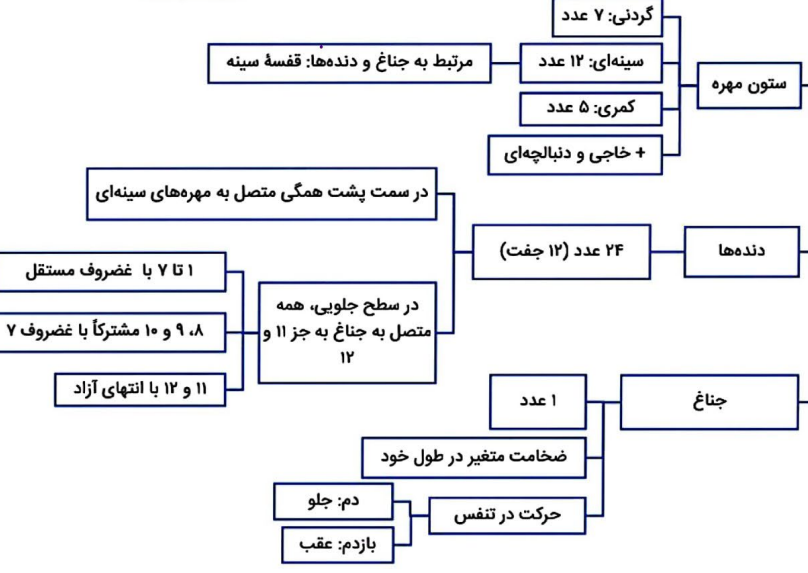 ستون مهره
گردنی: ۷ عدد
سینه‌ای: ۱۲ عدد
مرتبط به جناغ و دنده‌ها: قفسهٔ سینه
کمری: ۵ عدد
+ خاجی و دنبالچه‌ای
دنده‌ها
۲۴ عدد (۱۲ جفت)
در سمت پشت همگی متصل به مهره‌های سینه‌ای
در سطح جلویی، همه
متصل به جناغ به جز ۱۱ و
۱۲
۱ تا ۷ با غضروف مستقل
۸، ۹ و ۱۰ مشترکاً با غضروف ۷
۱۱ و ۱۲ با انتهای آزاد
جناغ
۱ عدد
ضخامت متغیر در طول خود
حرکت در تنفس
دم: جلو
بازدم: عقب